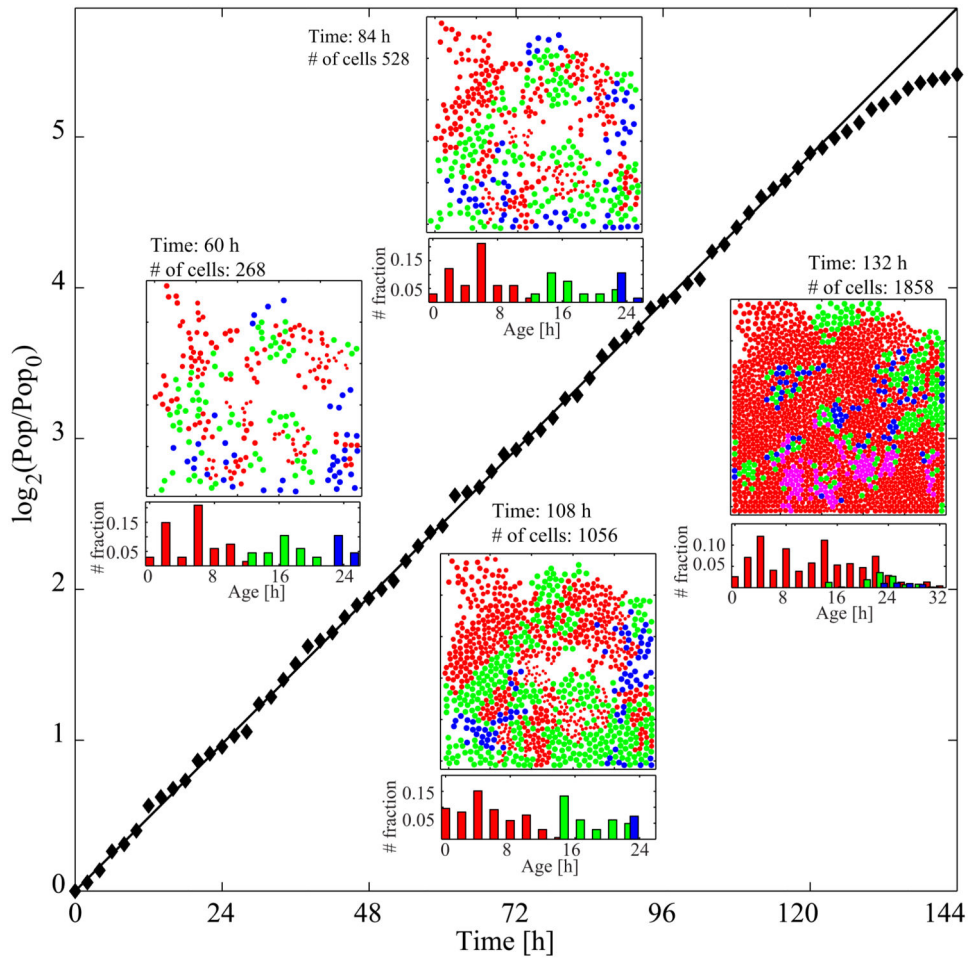 Time: 84 h
# of cells 528
# fraction
0.15
0.05
0 8 16 24
Age [h]
Time: 60 h
# of cells: 268
# fraction
0.15
0.05
0 8 16 24
Age [h]
Time: 132 h
# of cells: 1858
# fraction
0.10
0.05
0 8 16 24 32
Age [h]
Time: 108 h
# of cells: 1056
# fraction
0.15
0.05
0 8 16 24
Age [h]
log₂(Pop/Pop₀)
5
4
3
2
1
0
0 24 48 72 96 120 144
Time [h]